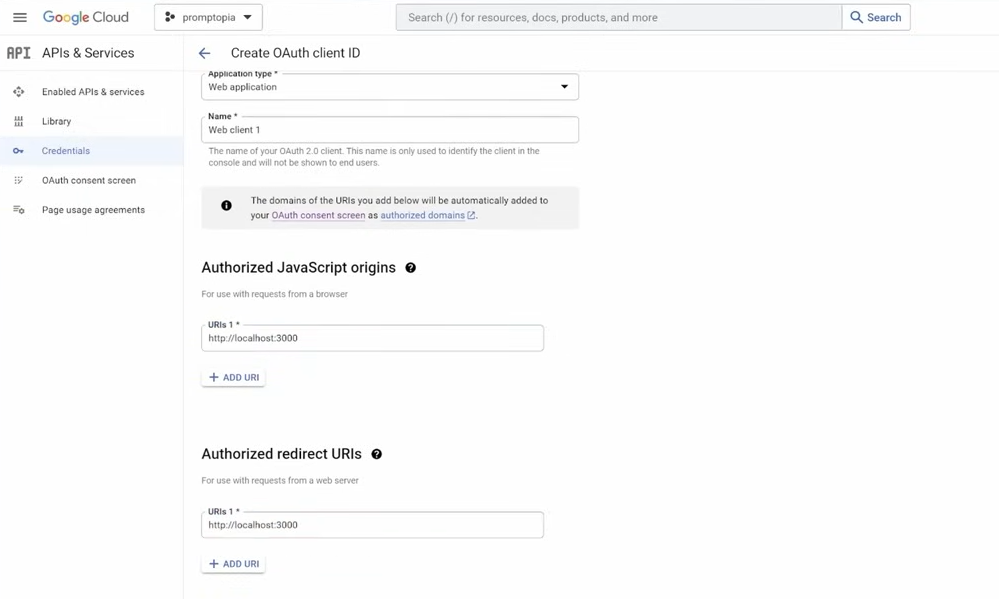 Google Cloud
promptopia
Search (/) for resources, docs, products, and more
Search
API
APIs & Services
Create OAuth client ID
Enabled APIs & services
Library
Credentials
OAuth consent screen
Page usage agreements
Application type *
Web application
Name *
Web client 1
The name of your OAuth 2.0 client. This name is only used to identify the client in the
console and will not be shown to end users.
The domains of the URIs you add below will be automatically added to
your OAuth consent screen as authorized domains.
Authorized JavaScript origins
For use with requests from a browser
URIs 1 *
http://localhost:3000
+ ADD URI
Authorized redirect URIs
For use with requests from a web server
URIs 1 *
http://localhost:3000
+ ADD URI